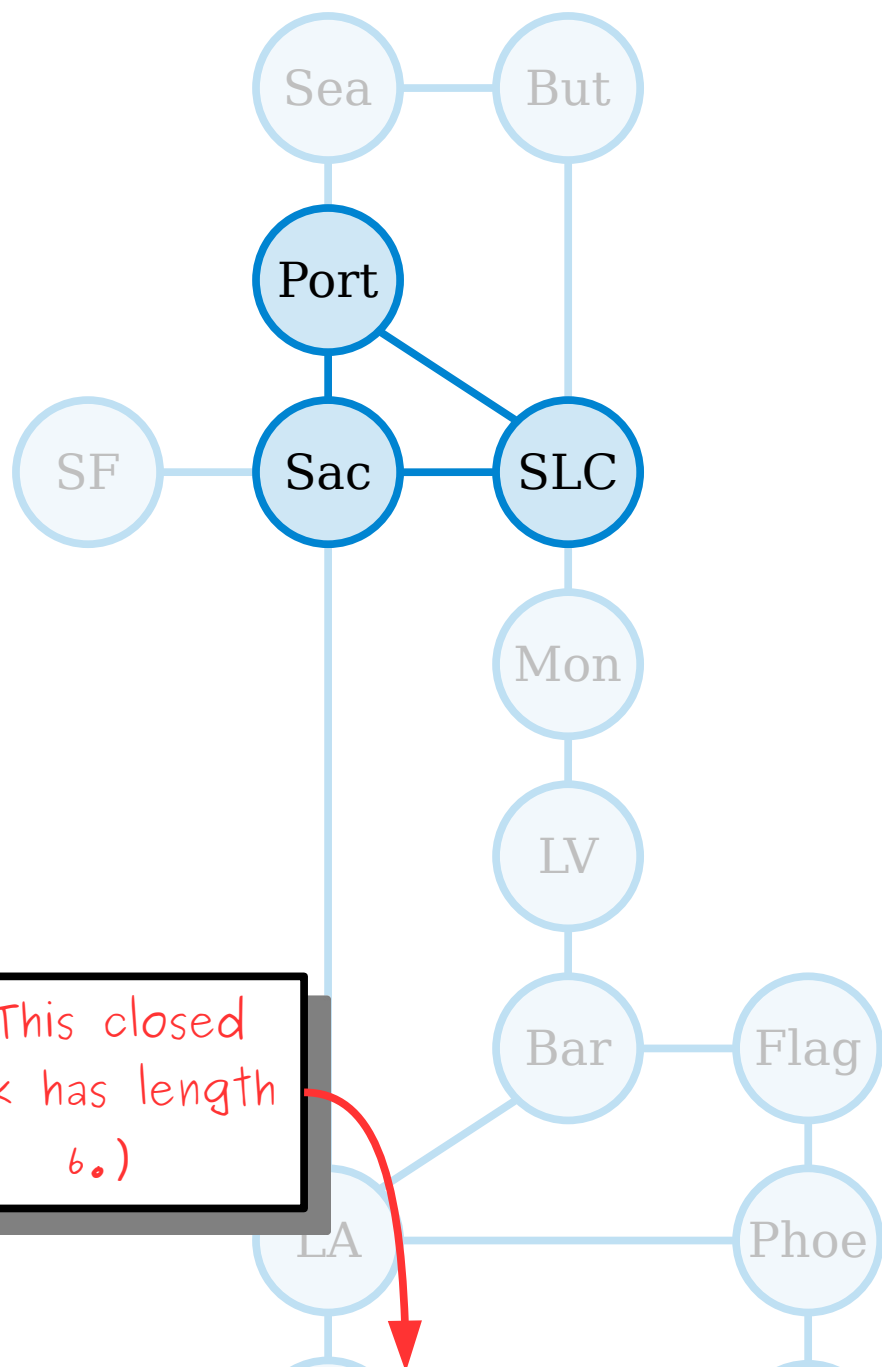 Sea But
Port
SF Sac SLC
Mon
LV
Bar Flag
This closed
has length
6.)
LA Phoe